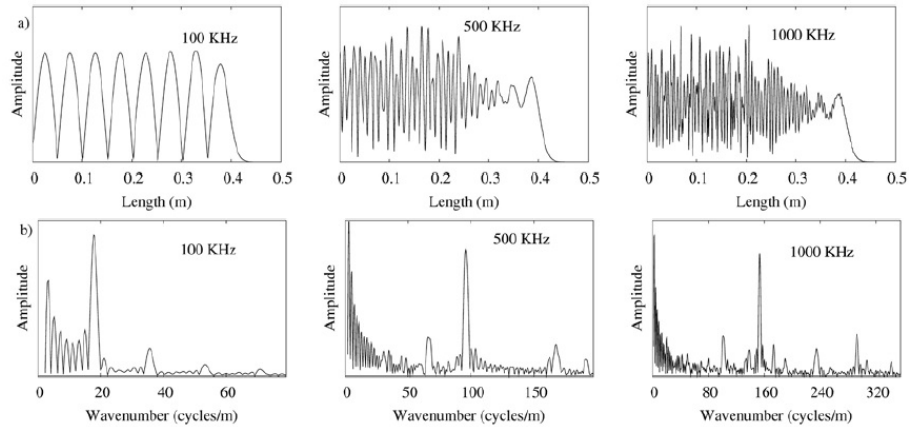 a)
100 KHz
500 KHz
1000 KHz
Amplitude
Amplitude
Amplitude
0 0.1 0.2 0.3 0.4 0.5
0 0.1 0.2 0.3 0.4 0.5
0 0.1 0.2 0.3 0.4 0.5
Length (m)
Length (m)
Length (m)
b)
100 KHz
500 KHz
1000 KHz
Amplitude
Amplitude
Amplitude
0 20 40 60
0 50 100 150
0 80 160 240 320
Wavenumber (cycles/m)
Wavenumber (cycles/m)
Wavenumber (cycles/m)